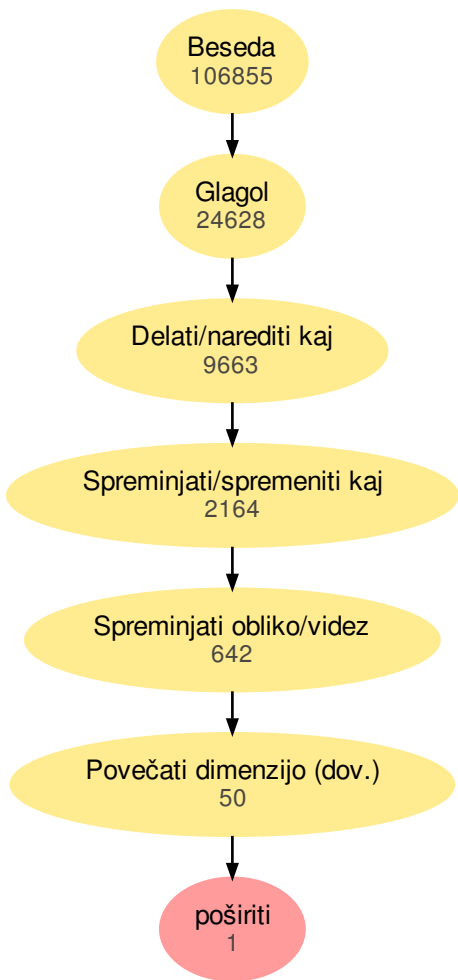 Beseda
106855
Glagol
24628
Delati/narediti kaj
9663
Spreminjati/spremeniti kaj
2164
Spreminjati obliko/videz
642
Povečati dimenzijo (dov.)
50
poširiti
1